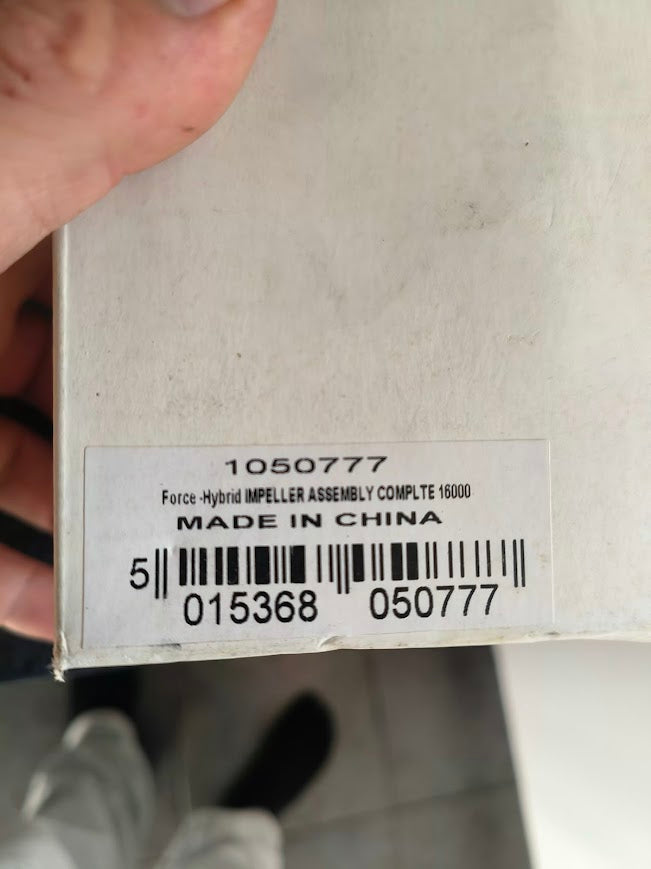 1050777
Force -Hybrid IMPELLER ASSEMBLY COMPLTE 16000
MADE IN CHINA
5 015368 050777